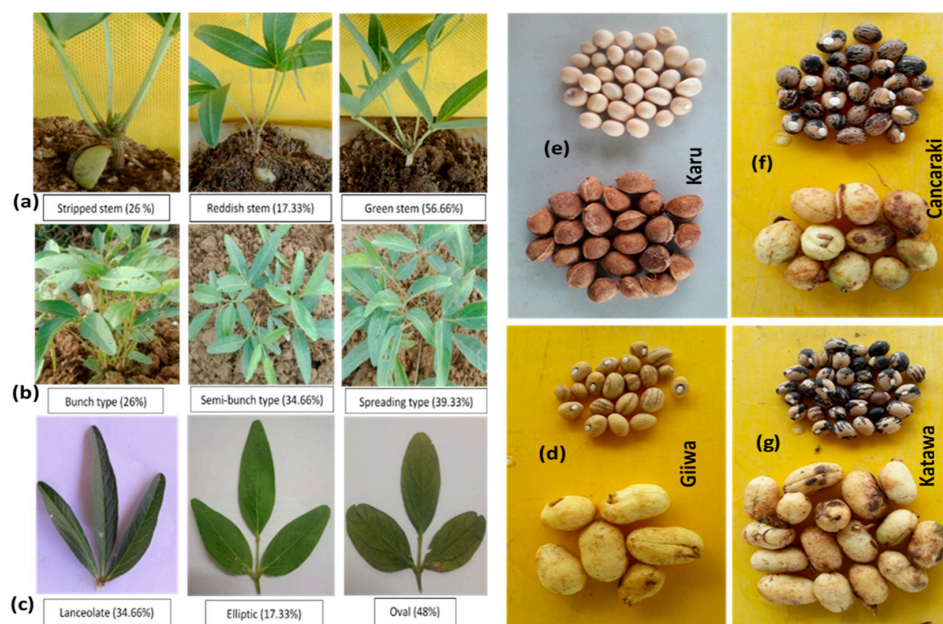 (a)
Stripped stem (26 %)
Reddish stem (17.33%)
Green stem (56.66%)
(b)
Bunch type (26%)
Semi-bunch type (34.66%)
Spreading type (39.33%)
(c)
Lanceolate (34.66%)
Elliptic (17.33%)
Oval (48%)
(e)
Karu
(f)
Cancaraki
(d)
Giiwa
(g)
Katawa